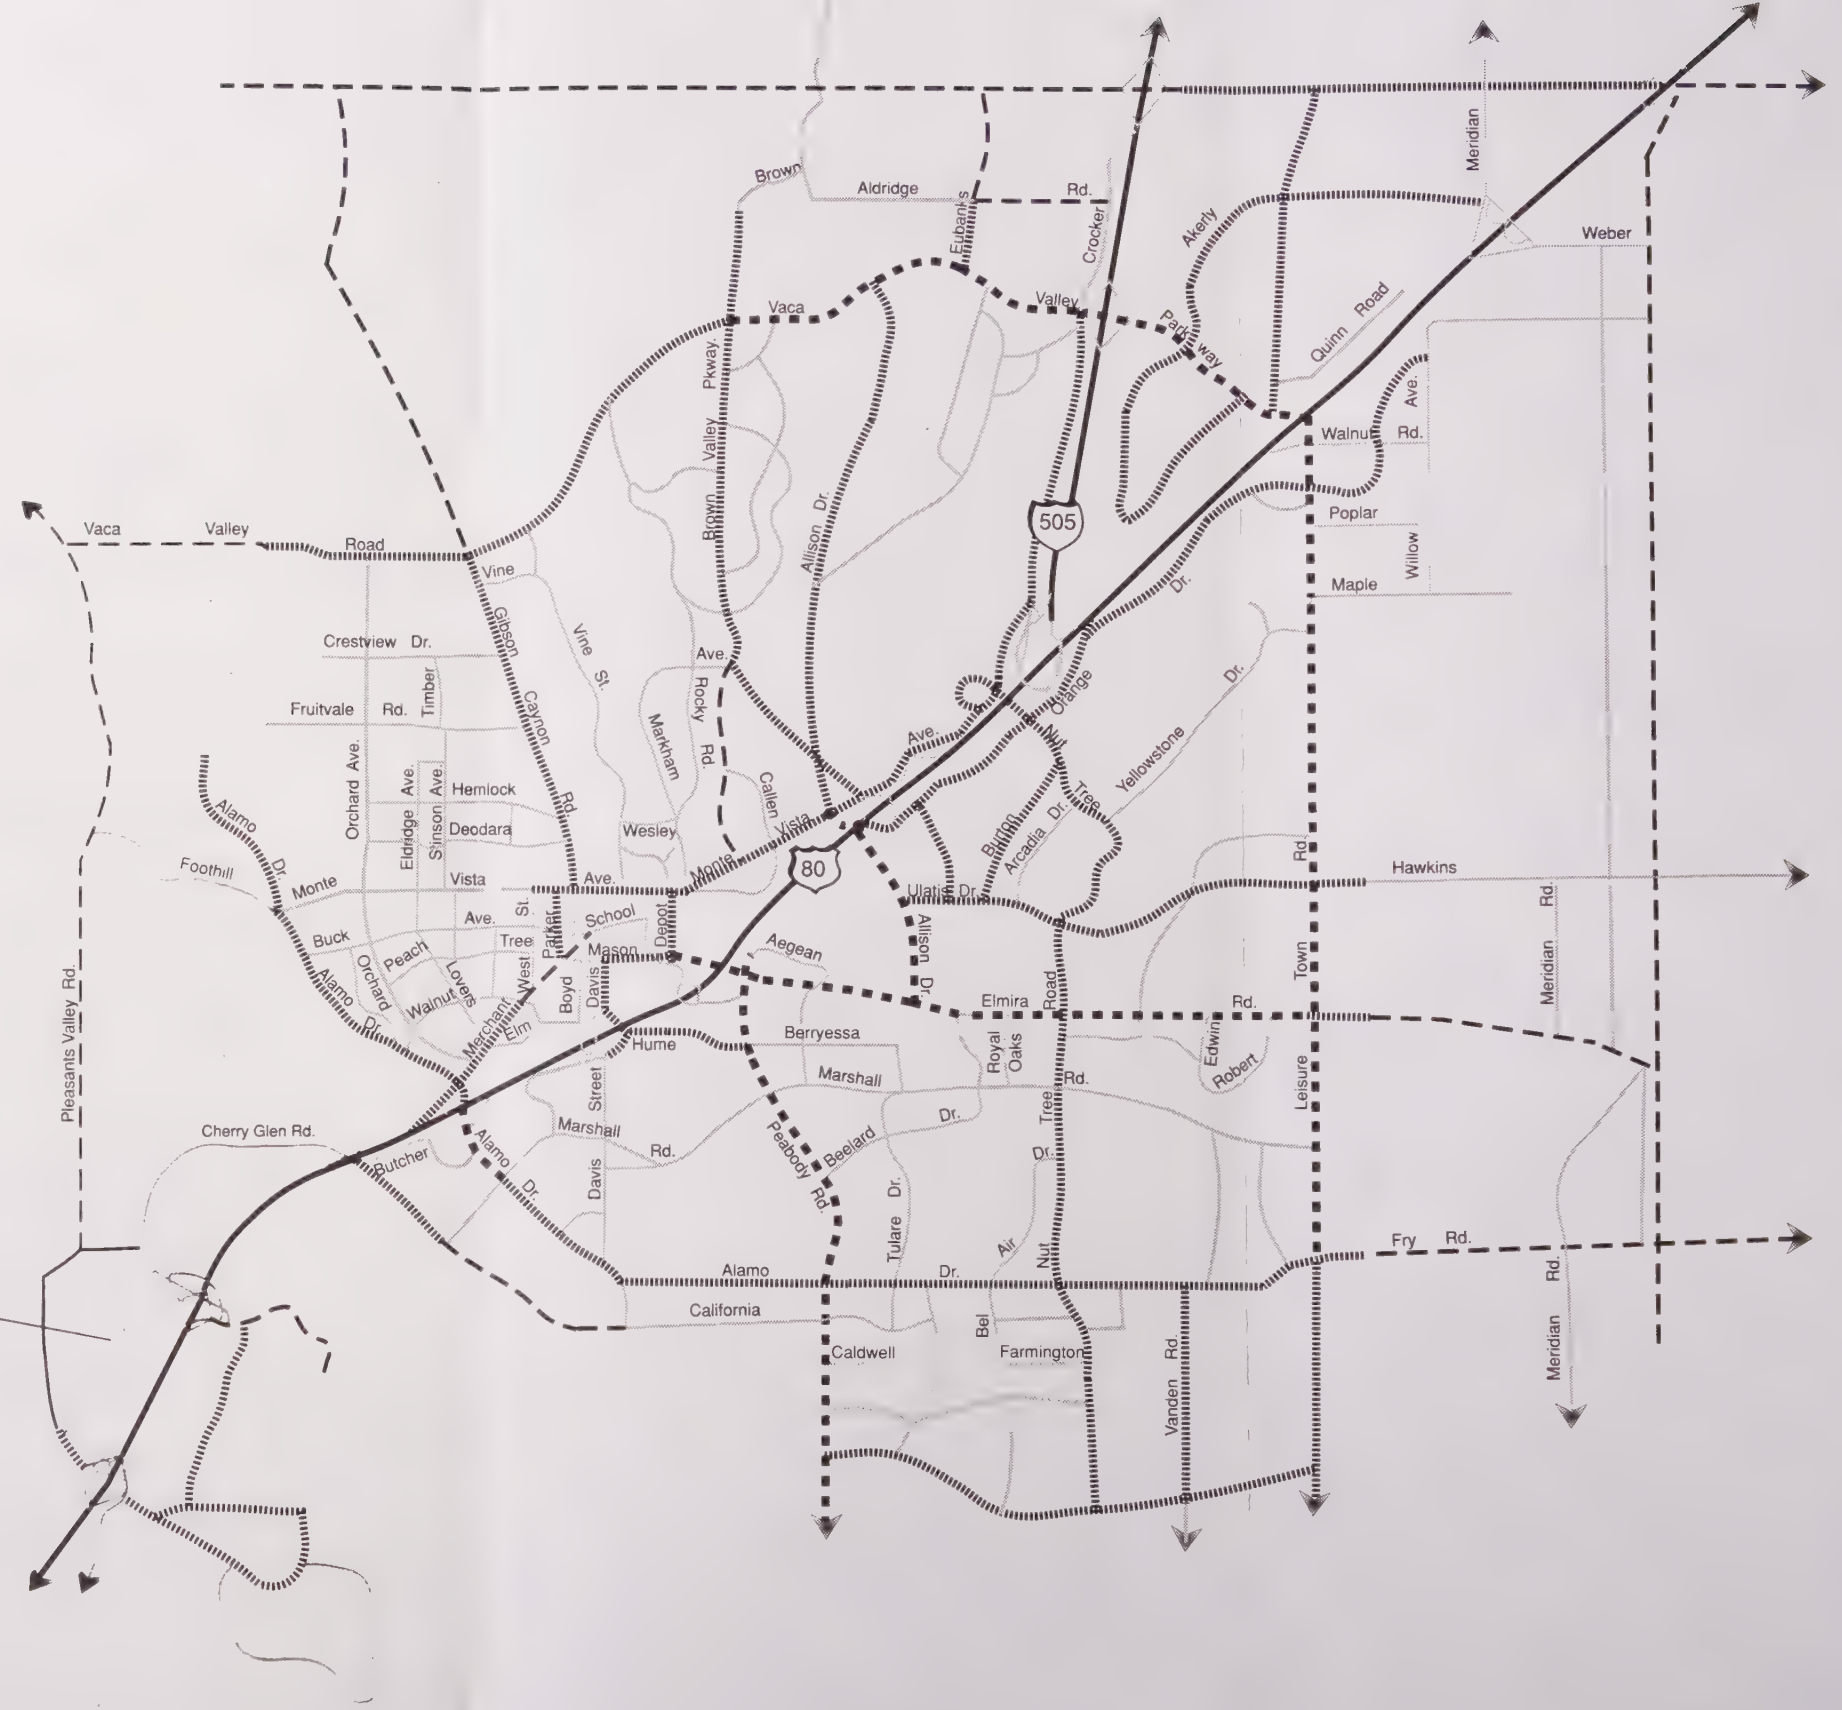 Meridian
Brown
Aldridge
Rd.
Eubanks
Crocker
Akerly
Weber
Vaca
Valley
Parkway
Quinn Road
Pkway.
Valley
Brown
Ave.
Walnut Rd.
Allison Dr.
505
Poplar
Willow
Maple
Vaca Valley Road
Vine
Gibson
Caynon
Rd.
Vine St.
Crestview Dr.
Timber
Fruitvale Rd.
Ave.
Rocky
Rd.
Markham
Dr.
Orange
Nut
Tree
Yellowstone
Dr.
Ave.
Orchard Ave.
Eldridge Ave.
Stinson Ave.
Hemlock
Deodara
Wesley
Callen
Monte
Vista
80
Burton
Arcadia Dr.
Alamo
Dr.
Foothill
Monte Vista Ave.
Ulatis Dr.
Rd.
Hawkins
Meridian Rd.
Buck
Ave.
St.
Parker
School
Depot
Mason
Tree
West
Peach
Lovers
Orchard
Walnut
Merchant
Elm
Boyd
Davis
Street
Aegean
Allison Dr.
Alamo
Dr.
Elmira
Rd.
Road
Town
Leisure
Hume
Berryessa
Royal
Oaks
Edwin
Robert
Marshall
Rd.
Tree
Pleasants Valley Rd.
Cherry Glen Rd.
Butcher
Alamo
Dr.
Marshall
Rd.
Davis
Peabody
Rd.
Beelard
Dr.
Tulare Dr.
Dr.
Air
Bel
Nut
Fry Rd.
Alamo
Dr.
California
Caldwell
Farmington
Vanden Rd.
Meridian Rd.